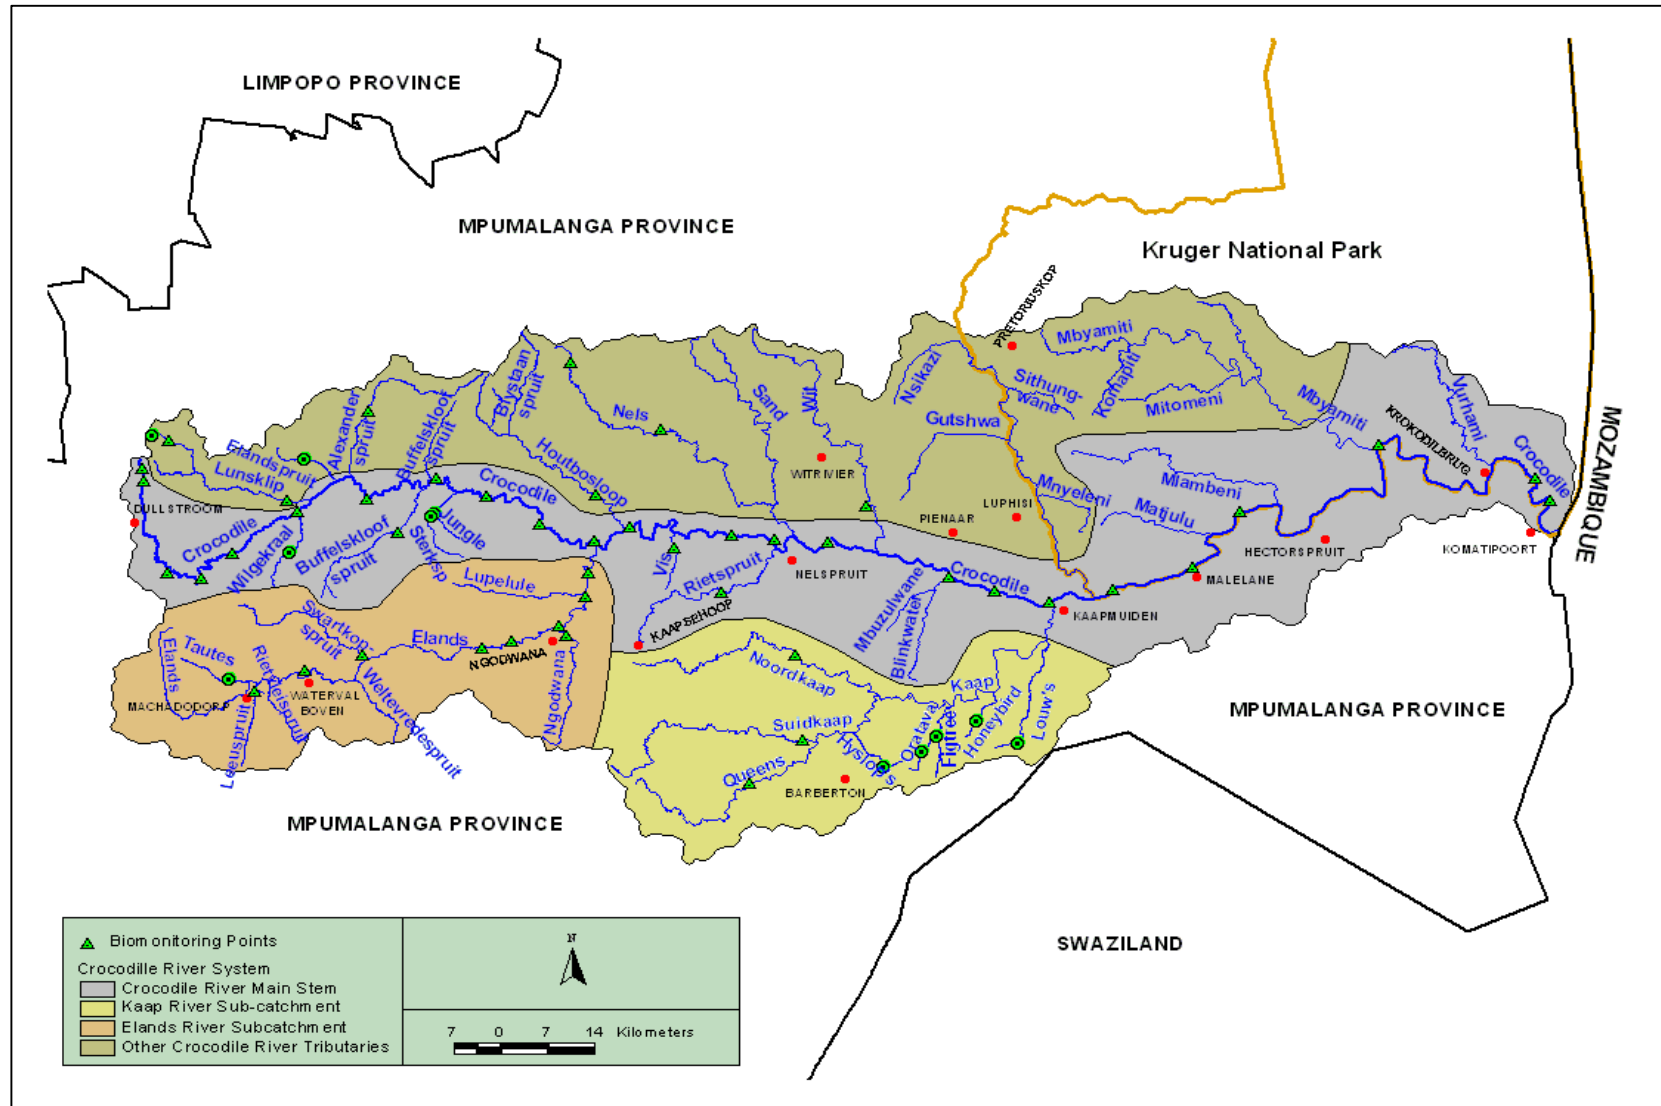 LIMPOPO PROVINCE
MPUMALANGA PROVINCE
Kruger National Park
PRETORIUSKOP
Mbyamiti
Sithung-
wane
Komapiti
Mitomeni
Mbyamiti
Vurhami
KROKODILBRUG
Crocodile
MOZAMBIQUE
Nsikazi
Gutshwa
Blystaan
spruit
Nels
Sand
Wit
WITRIVIER
Alexander
spruit
Buffelskloof
spruit
Houtbosloop
Elandspruit
Lunsklip
DULLSTROOM
Crocodile
Wilgekraal
Buffelskloof
spruit
Crocodile
Jungle
Sterksp
Vis
Rietspruit
NELSPRUIT
KAAPSEHOOP
PIENAAR
LUPHISI
Mnyeleni
Mlambeni
Matjulu
HECTORSPRUIT
KOMATIPOORT
MALELANE
KAAPMUIDEN
Crocodile
Mbuzulwane
Blinkwater
Lupelule
Swartkop-
spruit
Elands
NGODWANA
Ngodwana
Tautes
Elands
Rietvleispruit
MACHADODORP
WATERVAL
BOVEN
Leeuspruit
Weltevredespruit
Noordkaap
Kaap
Suidkaap
Queens
Hyslop's
Oratava
Figtree
Honeybird
Louw's
BARBERTON
MPUMALANGA PROVINCE
MPUMALANGA PROVINCE
SWAZILAND
Biomonitoring Points
Crocodille River System
Crocodile River Main Stem
Kaap River Sub-catchment
Elands River Subcatchment
Other Crocodile River Tributaries
N
7 0 7 14 Kilometers